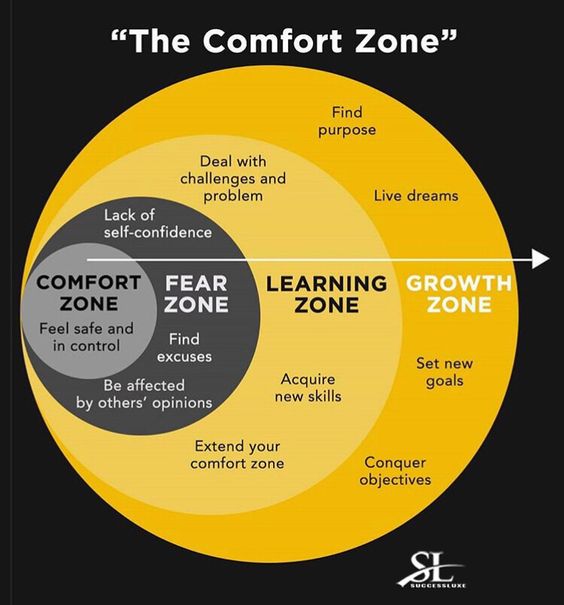 “The Comfort Zone”
Find
purpose
Deal with
challenges and
problem
Live dreams
Lack of
self-confidence
COMFORT
ZONE
Feel safe and
in control
FEAR
ZONE
Find
excuses
Be affected
by others’ opinions
LEARNING
ZONE
Acquire
new skills
Extend your
comfort zone
GROWTH
ZONE
Set new
goals
Conquer
objectives
SL
SUCCESSLUXE